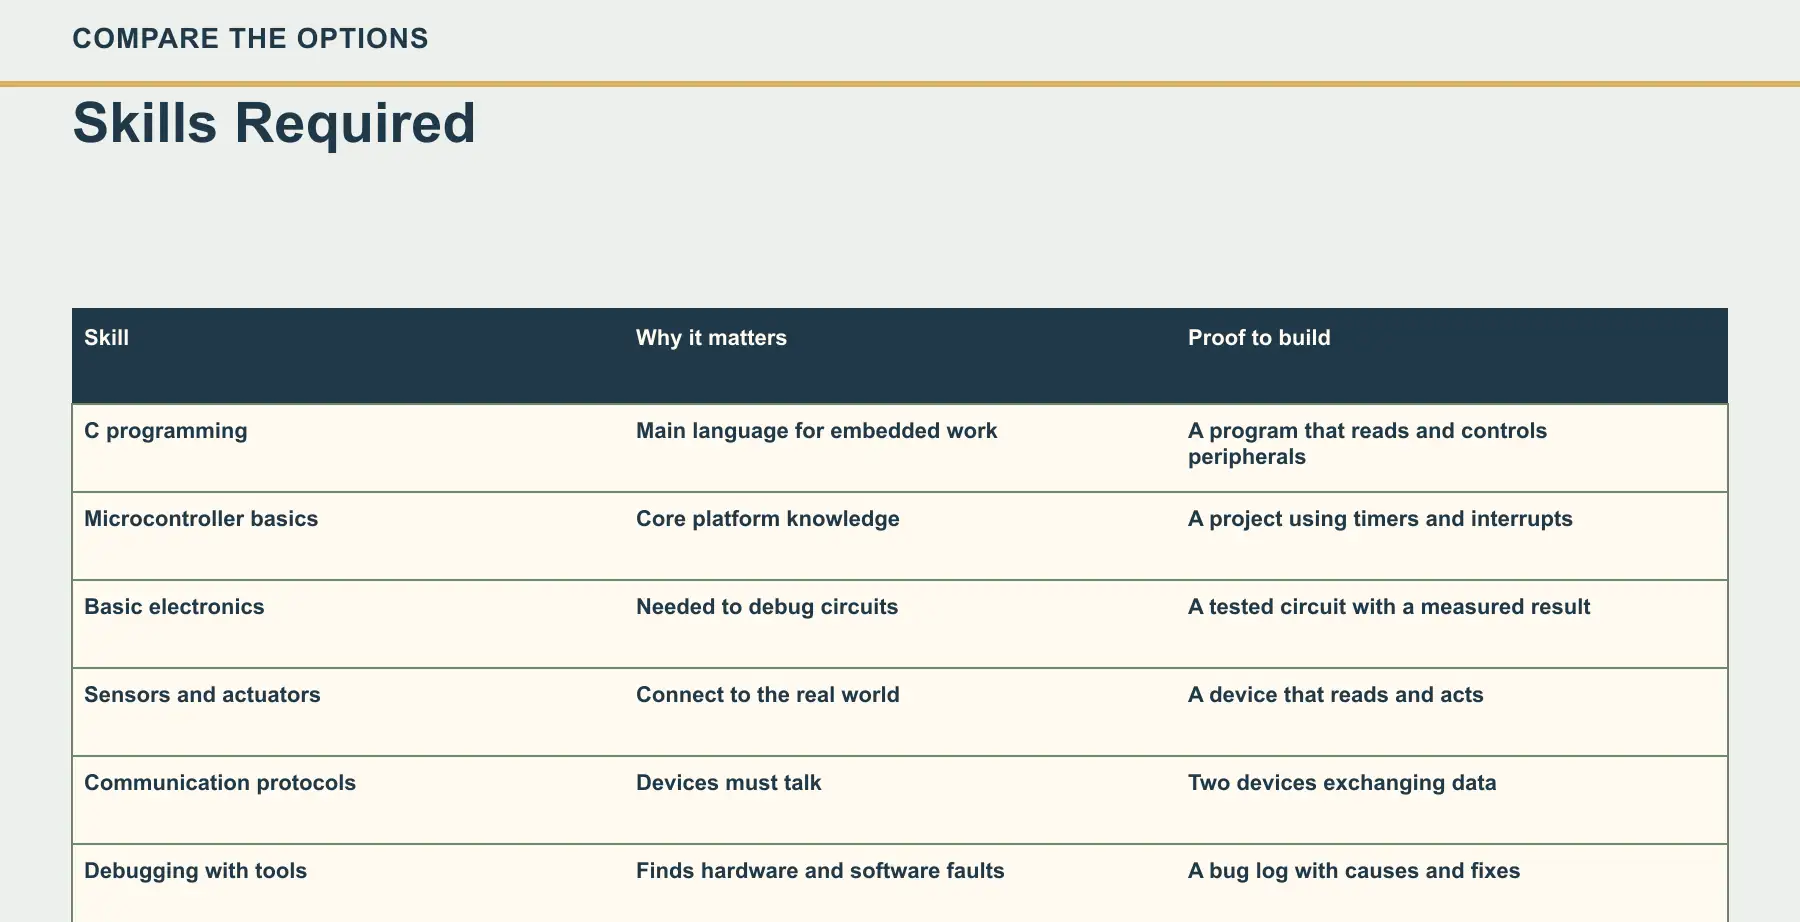 COMPARE THE OPTIONS
Skills Required
Skill Why it matters Proof to build
C programming Main language for embedded work A program that reads and controls
peripherals
Microcontroller basics Core platform knowledge A project using timers and interrupts
Basic electronics Needed to debug circuits A tested circuit with a measured result
Sensors and actuators Connect to the real world A device that reads and acts
Communication protocols Devices must talk Two devices exchanging data
Debugging with tools Finds hardware and software faults A bug log with causes and fixes